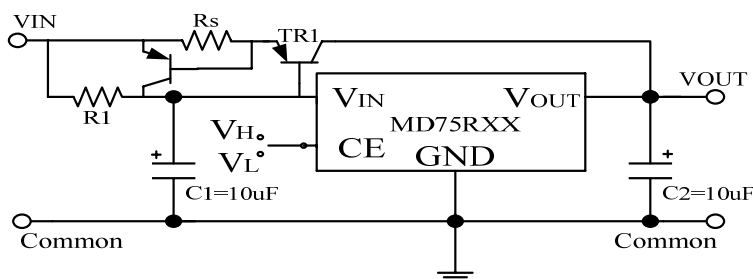 VIN
Rs
TR1
R1
VIN
VOUT
MD75RXX
CE
GND
VH
VL
VOUT
C1=10uF
C2=10uF
Common
Common